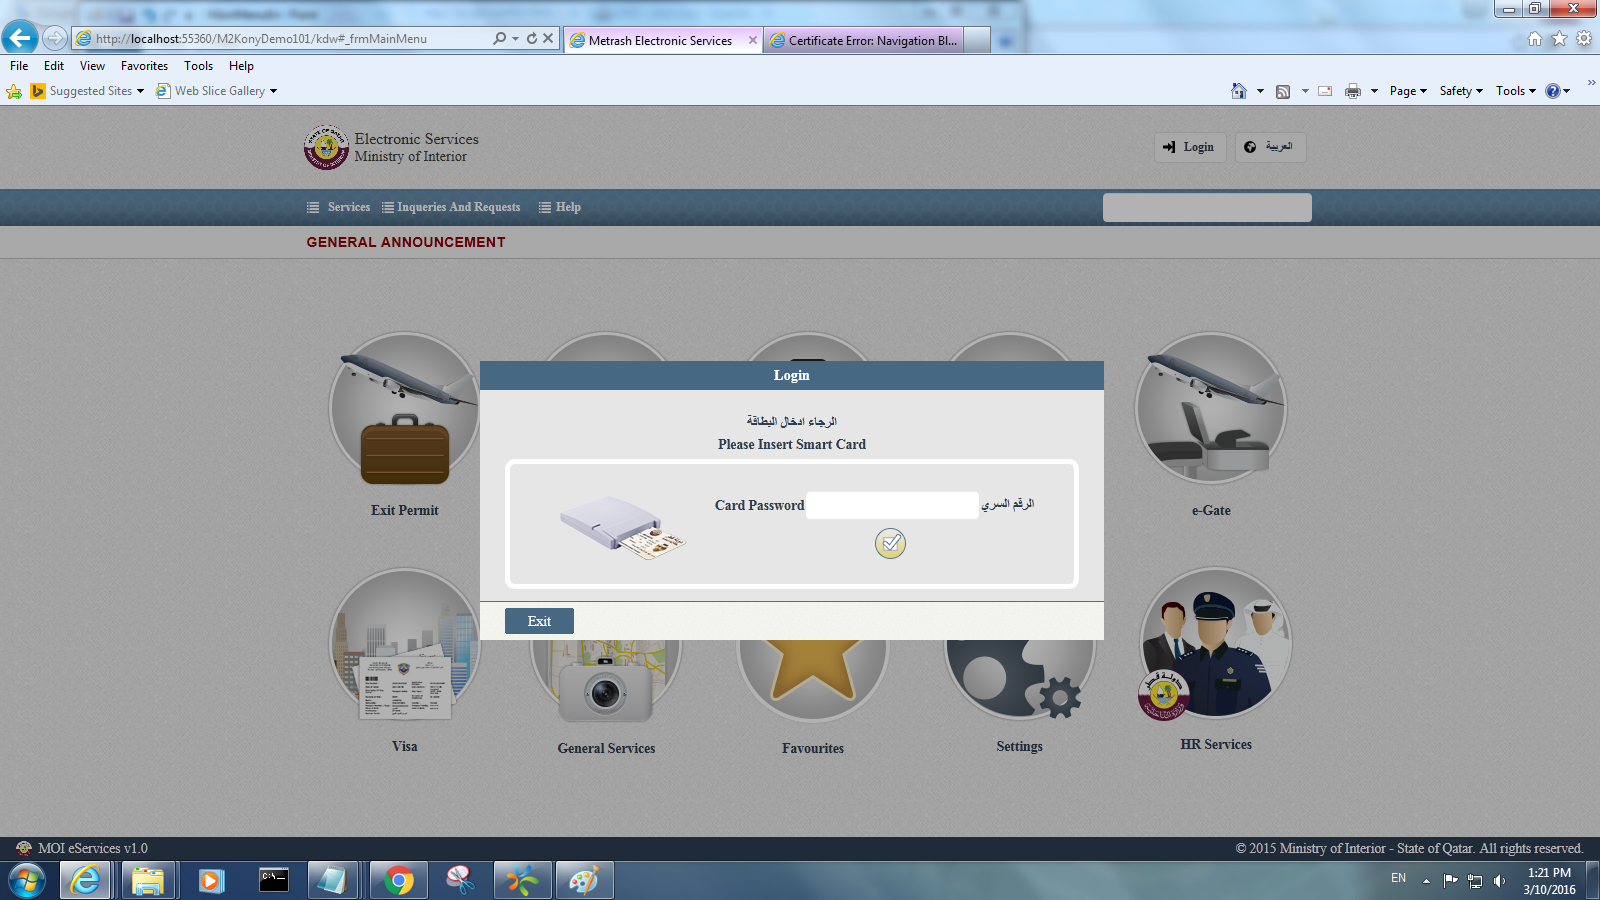 http://localhost:55360/M2KonyDemo101/kdw#_frmMainMenu
Metrash Electronic Services
Certificate Error: Navigation Bl...
File Edit View Favorites Tools Help
Suggested Sites Web Slice Gallery
Page Safety Tools
Electronic Services
Ministry of Interior
Login
العربية
Services Inqueries And Requests Help
GENERAL ANNOUNCEMENT
Login
الرجاء ادخال البطاقة
Please Insert Smart Card
Card Password
الرقم السري
Exit
Exit Permit
e-Gate
Visa
General Services
Favourites
Settings
HR Services
MOI eServices v1.0
© 2015 Ministry of Interior - State of Qatar. All rights reserved.
EN
1:21 PM
3/10/2016